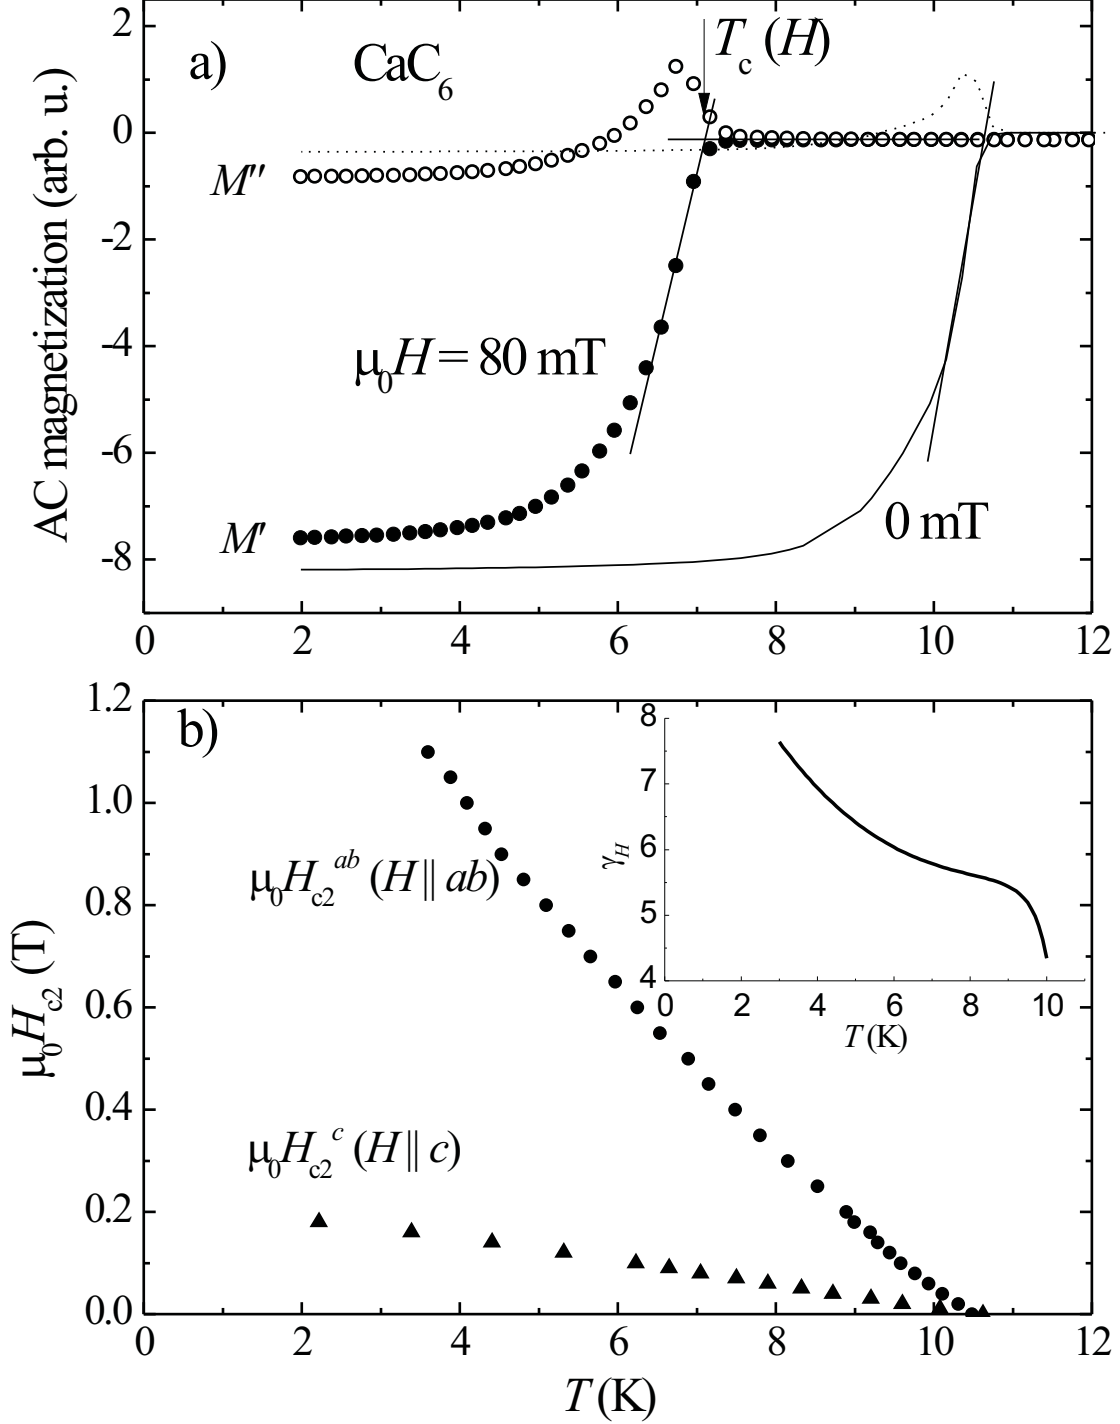 2
0
-2
-4
-6
-8
AC magnetization (arb. u.)
a)
CaC6
Tc (H)
M''
μ0H = 80 mT
M'
0 mT
0 2 4 6 8 10 12
1.2
1.0
0.8
0.6
0.4
0.2
0.0
μ0Hc2 (T)
b)
μ0Hc2^ab (H || ab)
μ0Hc2^c (H || c)
8
7
6
5
4
γH
0 2 4 6 8 10
T (K)
0 2 4 6 8 10 12
T (K)